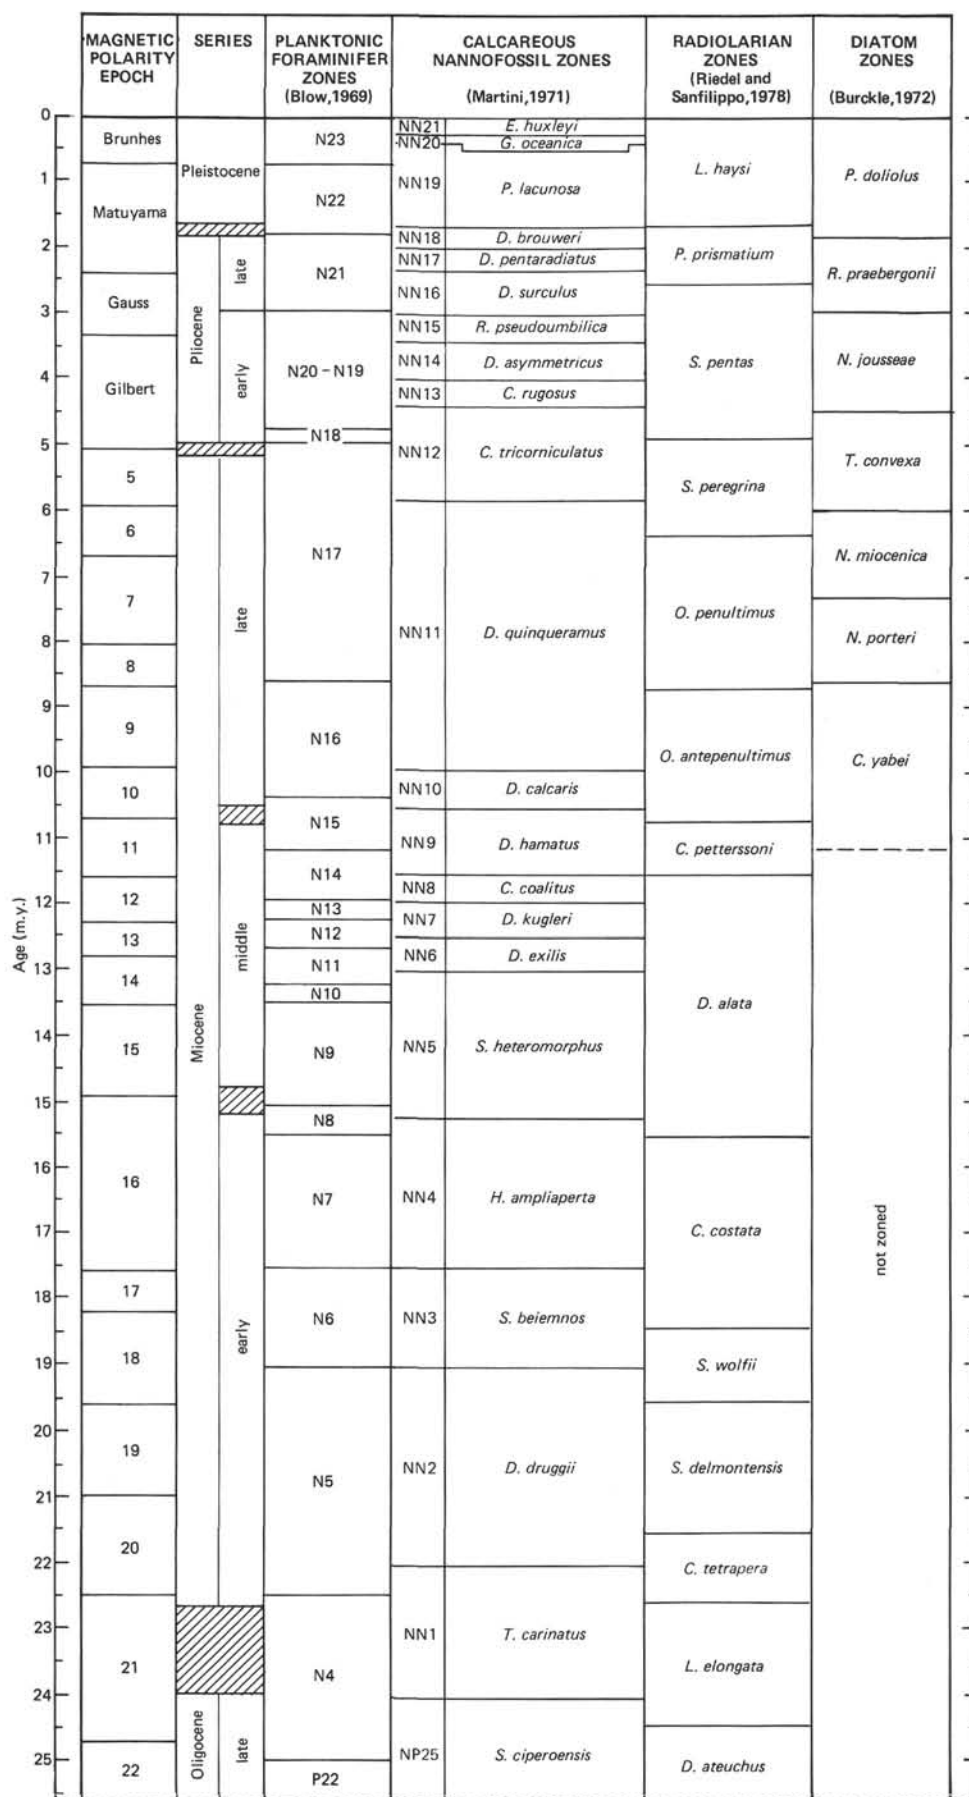 MAGNETIC
POLARITY
EPOCH
SERIES
PLANKTONIC
FORAMINIFER
ZONES
(Blow,1969)
CALCAREOUS
NANNOFOSSIL ZONES
(Martini,1971)
RADIOLARIAN
ZONES
(Riedel and
Sanfilippo,1978)
DIATOM
ZONES
(Burckle,1972)
Age (m.y.)
0
1
2
3
4
5
6
7
8
9
10
11
12
13
14
15
16
17
18
19
20
21
22
23
24
25
Brunhes
Matuyama
Gauss
Gilbert
5
6
7
8
9
10
11
12
13
14
15
16
17
18
19
20
21
22
Pleistocene
Pliocene
late
early
Miocene
late
middle
early
Oligocene
late
N23
N22
N21
N20 – N19
N18
N17
N16
N15
N14
N13
N12
N11
N10
N9
N8
N7
N6
N5
N4
P22
NN21 E. huxleyi
NN20 G. oceanica
NN19 P. lacunosa
NN18 D. brouweri
NN17 D. pentaradiatus
NN16 D. surculus
NN15 R. pseudoumbilica
NN14 D. asymmetricus
NN13 C. rugosus
NN12 C. tricorniculatus
NN11 D. quinqueramus
NN10 D. calcaris
NN9 D. hamatus
NN8 C. coalitus
NN7 D. kugleri
NN6 D. exilis
NN5 S. heteromorphus
NN4 H. ampliaperta
NN3 S. beiemnos
NN2 D. druggii
NN1 T. carinatus
NP25 S. ciperoensis
L. haysi
P. prismatium
S. pentas
S. peregrina
O. penultimus
O. antepenultimus
C. petterssoni
D. alata
C. costata
S. wolfii
S. delmontensis
C. tetrapera
L. elongata
D. ateuchus
P. doliolus
R. praebergonii
N. jousseae
T. convexa
N. miocenica
N. porteri
C. yabei
not zoned